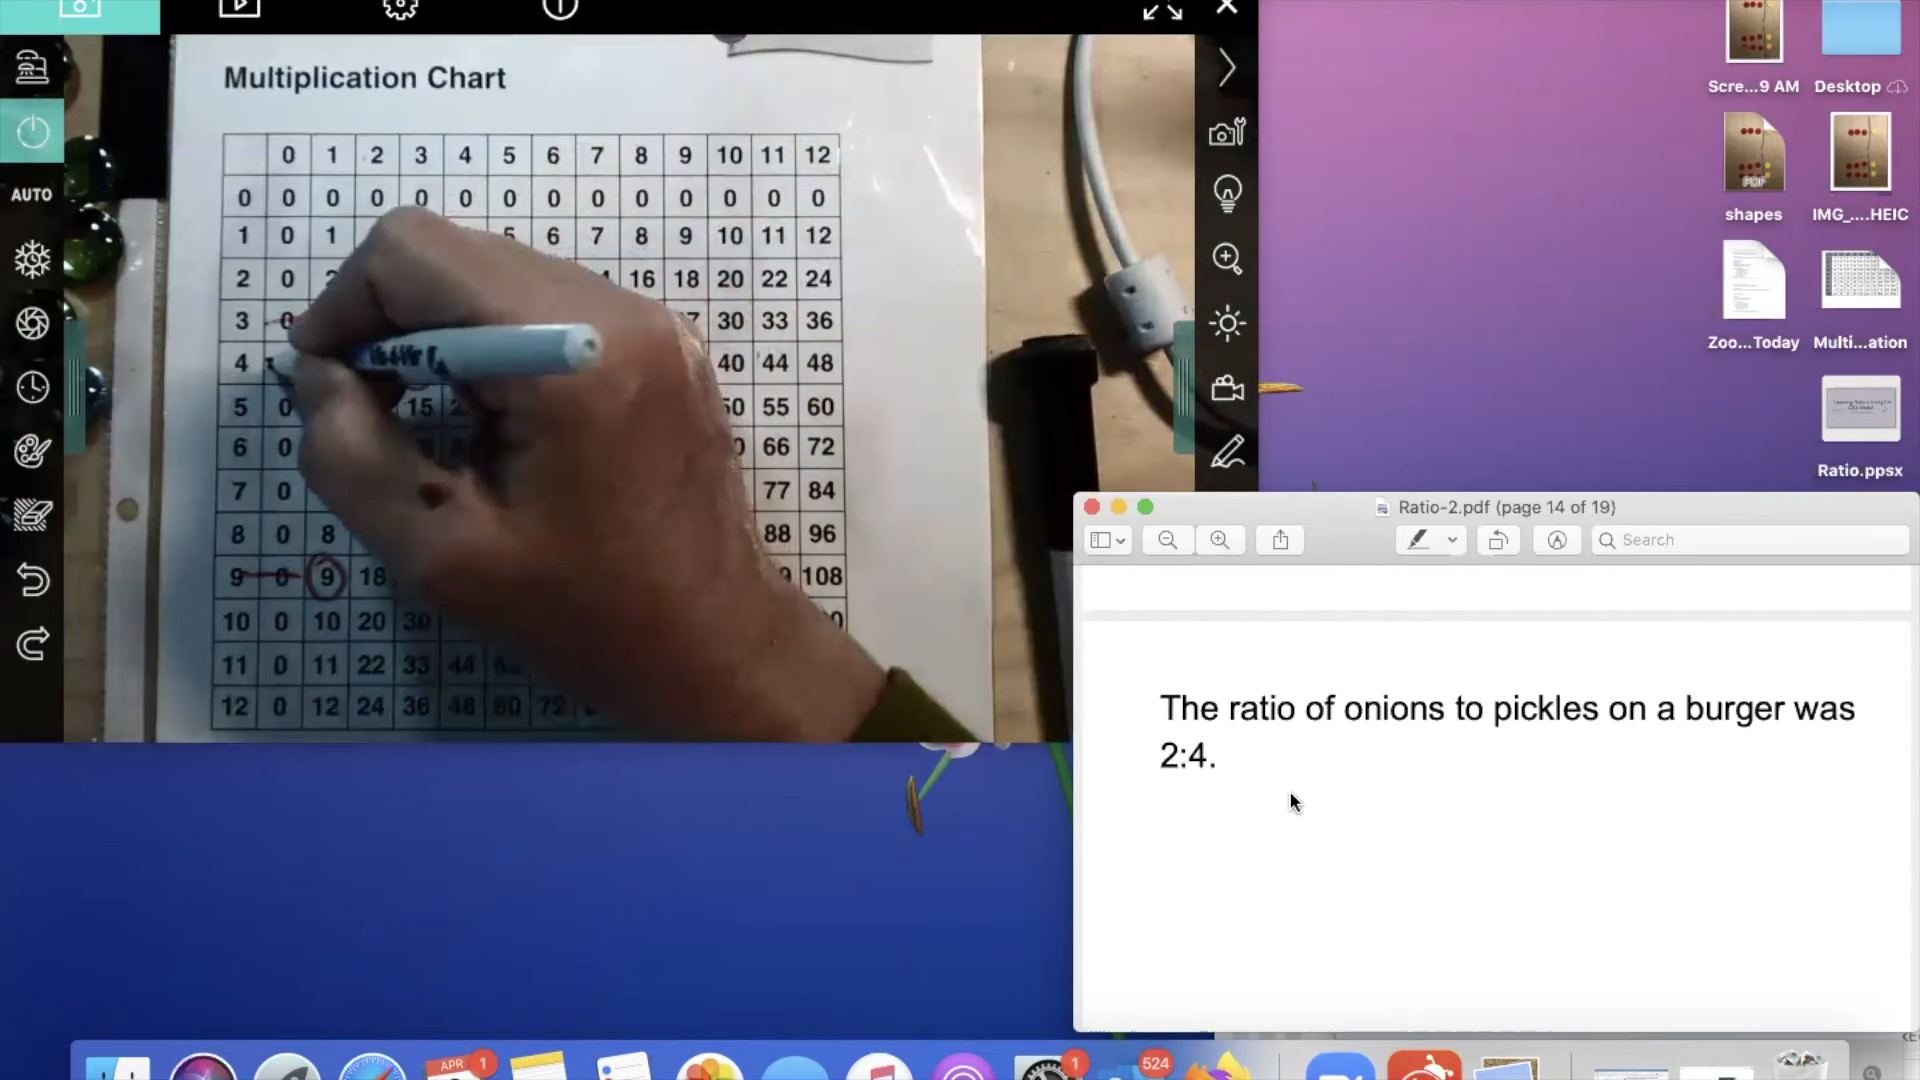 Multiplication Chart
0 1 2 3 4 5 6 7 8 9 10 11 12
0 0 0 0 0 0 0 0 0 0 0 0 0 0
1 0 1 5 6 7 8 9 10 11 12
2 0 16 18 20 22 24
3 0 30 33 36
4 40 44 48
5 0 15 55 60
6 0 66 72
7 0 77 84
8 0 8 88 96
9 0 9 18 108
10 0 10 20 30
11 0 11 22 33 44
12 0 12 24 36 48 60 72
AUTO
Scre...9 AM
Desktop
PDF
shapes
IMG_....HEIC
Zoo...Today
Multi...ation
Ratio.ppsx
Ratio-2.pdf (page 14 of 19)
Search
The ratio of onions to pickles on a burger was
2:4.
APR
1
1
524